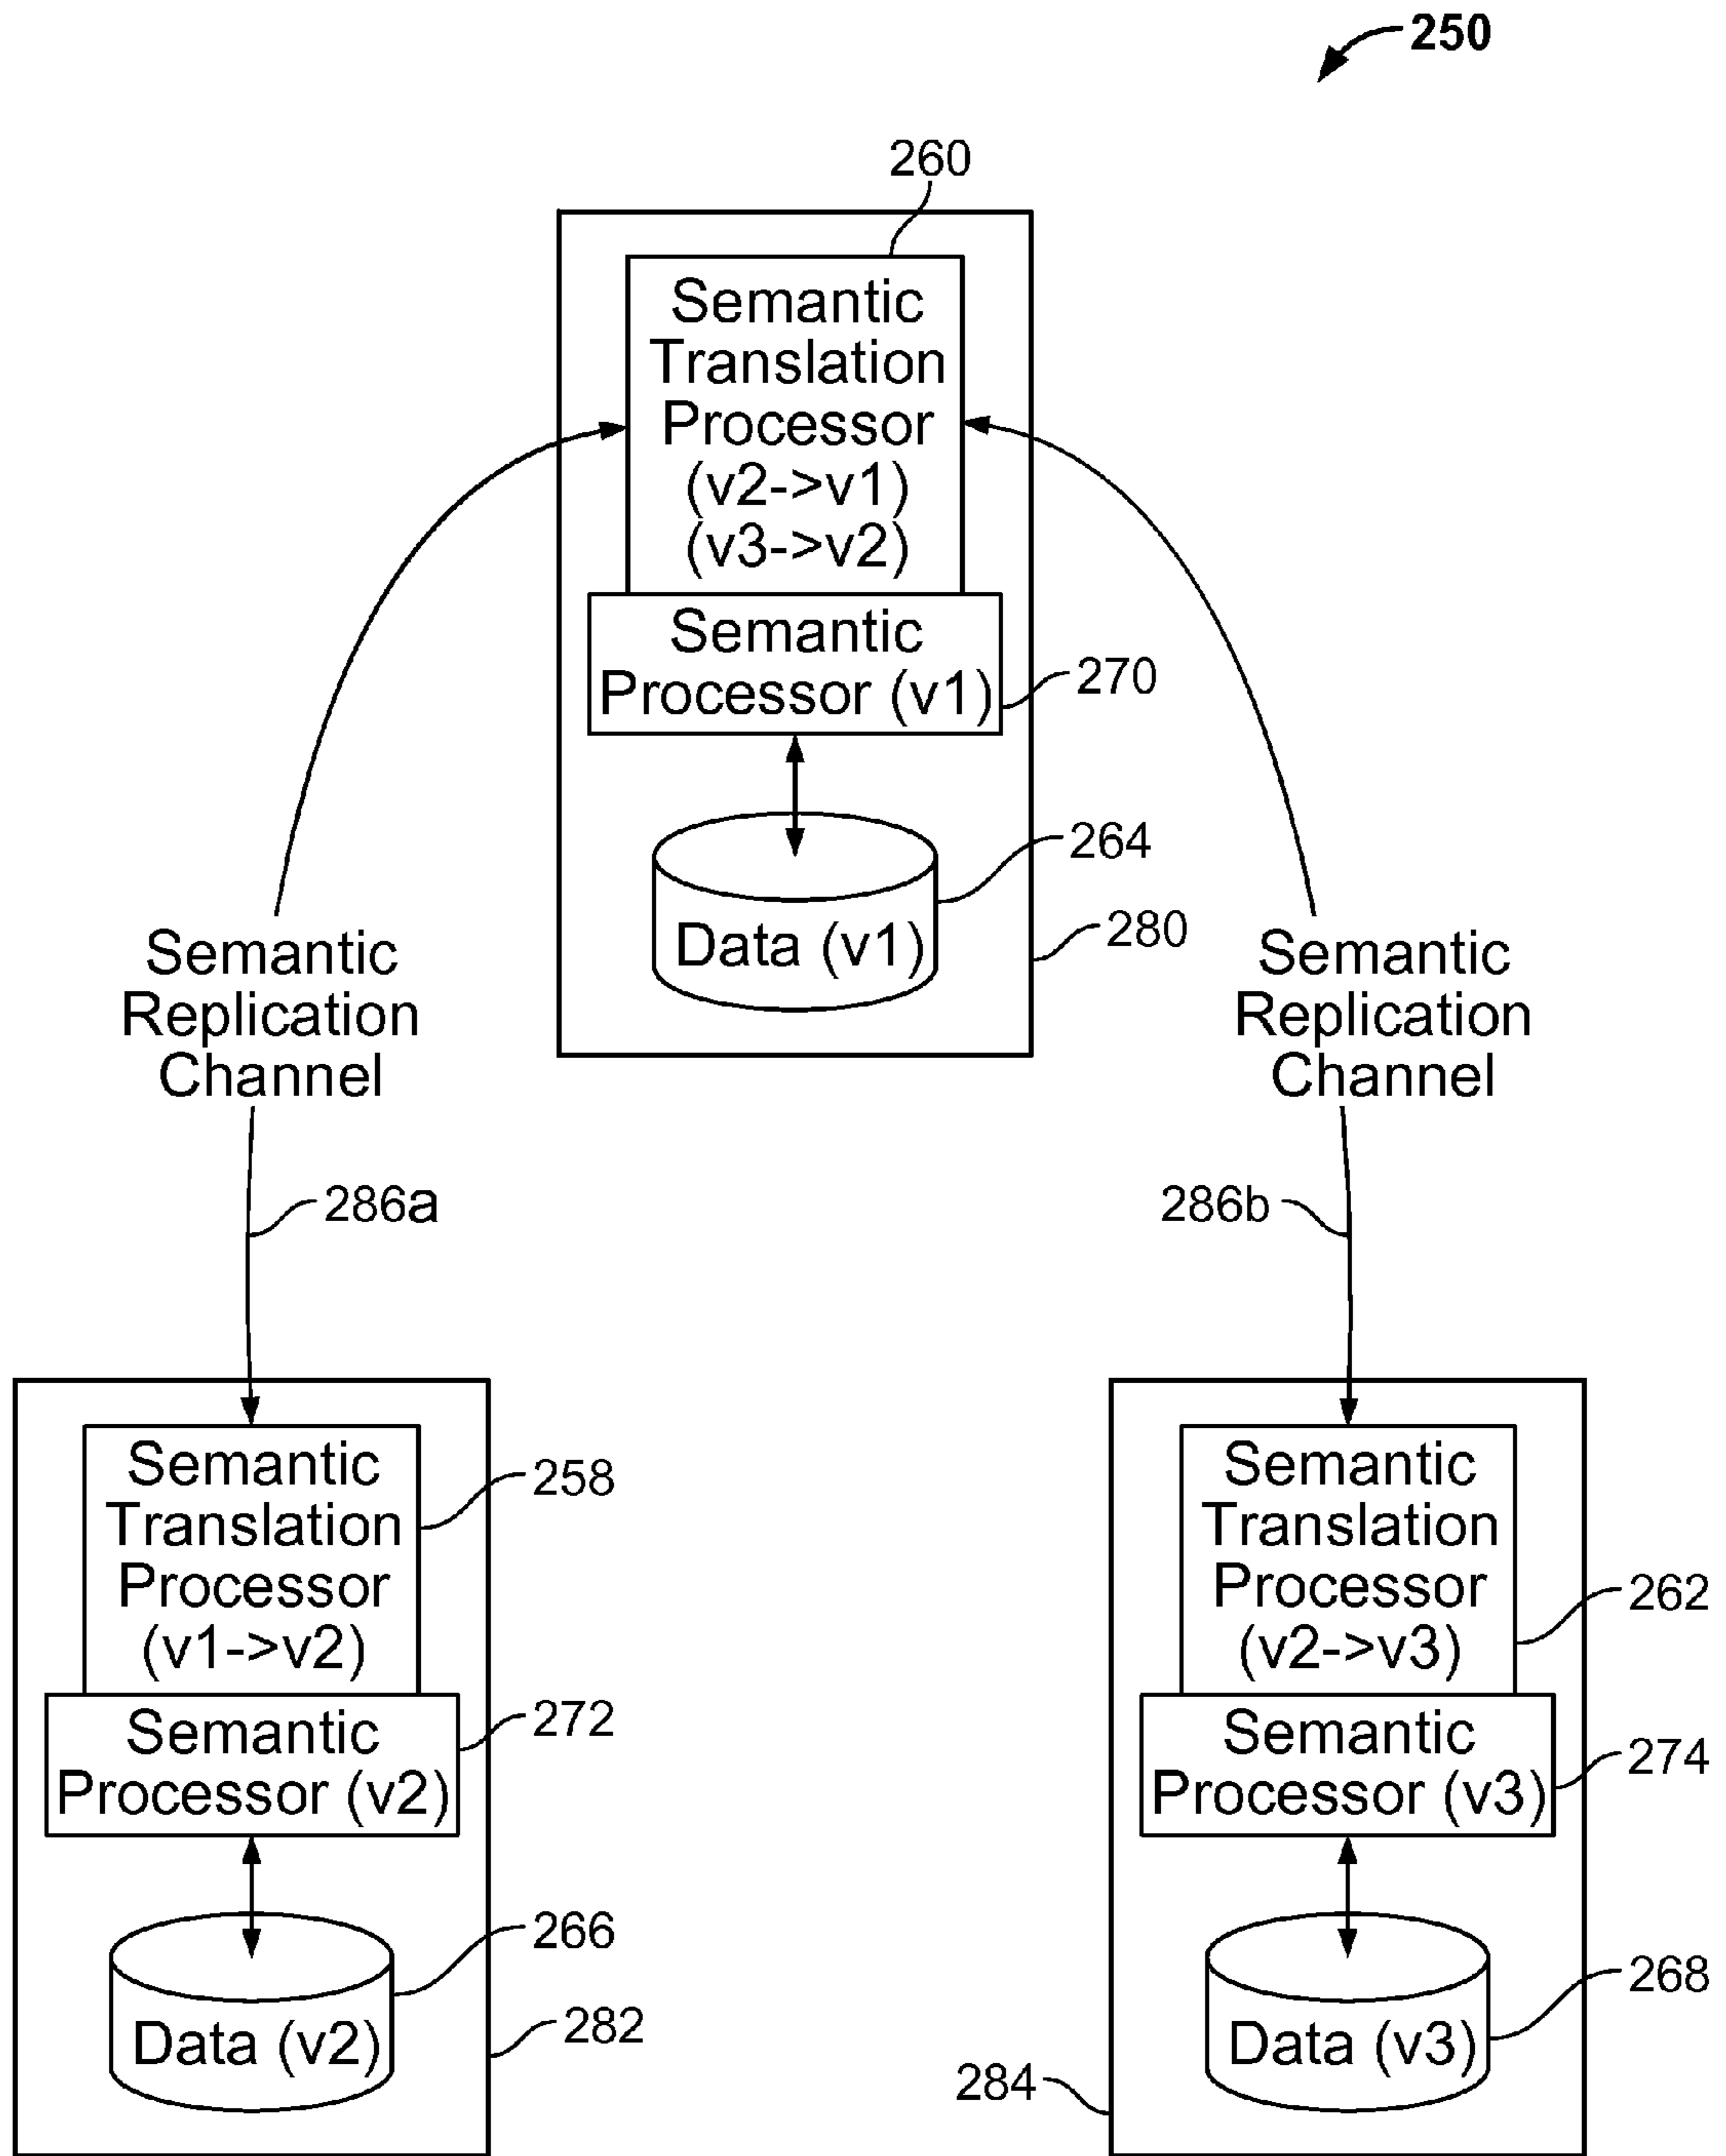 250
260
Semantic
Translation
Processor
(v2->v1)
(v3->v2)
Semantic
Processor (v1)
270
264
Data (v1)
280
Semantic
Replication
Channel
Semantic
Replication
Channel
286a
286b
Semantic
Translation
Processor
(v1->v2)
258
Semantic
Processor (v2)
272
266
Data (v2)
282
Semantic
Translation
Processor
(v2->v3)
262
Semantic
Processor (v3)
274
268
Data (v3)
284